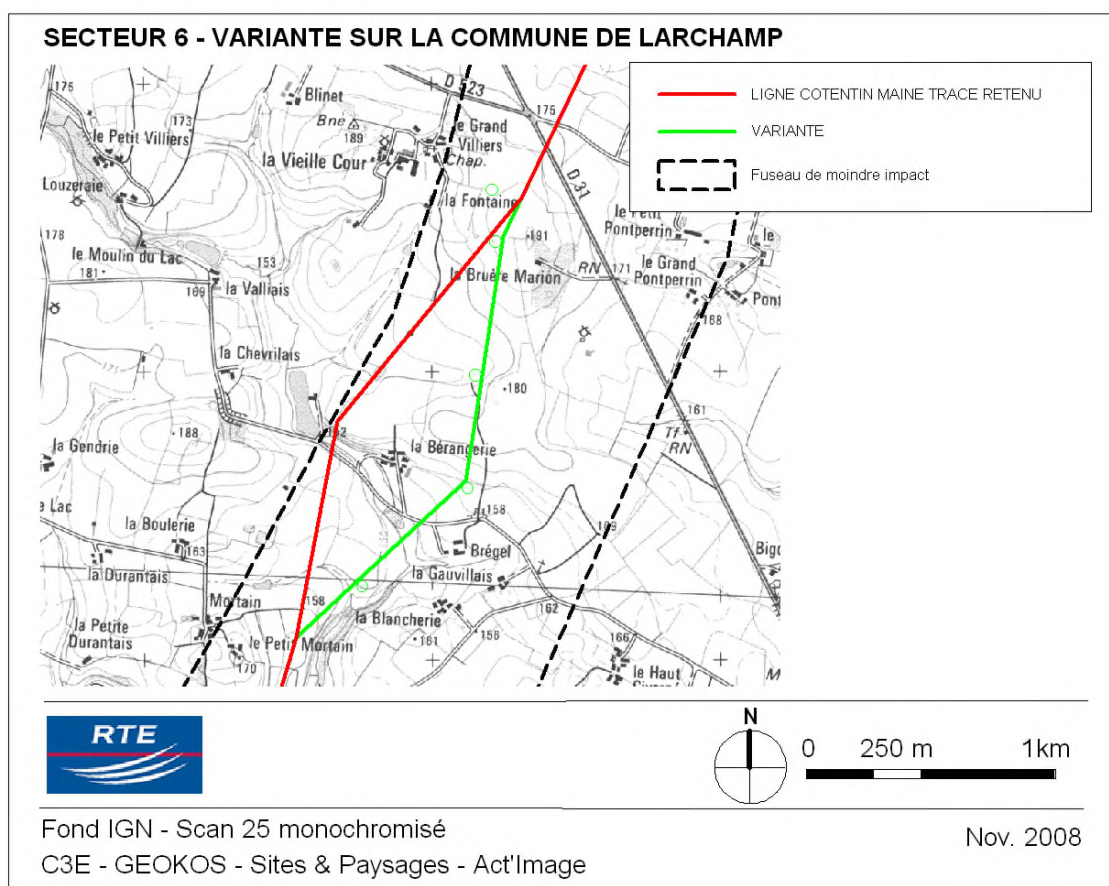 SECTEUR 6 - VARIANTE SUR LA COMMUNE DE LARCHAMP
LIGNE COTENTIN MAINE TRACE RETENU
VARIANTE
Fuseau de moindre impact
175
D 523
Blinet
175
173
le Petit Villiers
Bne
189
le Grand
Villiers
Chap.
la Vieille Cour
Louzeraie
la Fontaine
D 31
le Petit
Pontperrin
le
178
le Moulin du Lac
153
191
181
169
la Valliais
la Bruère Marion
RN
171
le Grand
Pontperrin
Pont
168
la Chevrilais
180
161
Tf
RN
188
la Gendrie
la Bérangerie
e Lac
la Boulerie
163
158
169
Brégel
Bigo
la Durantais
la Gauvillais
Mortain
158
162
la Blancherie
la Petite
Durantais
le Petit Mortain
161
156
166
170
le Haut
M
RTE
N
0 250 m 1km
Fond IGN - Scan 25 monochromisé
Nov. 2008
C3E - GEOKOS - Sites & Paysages - Act'Image